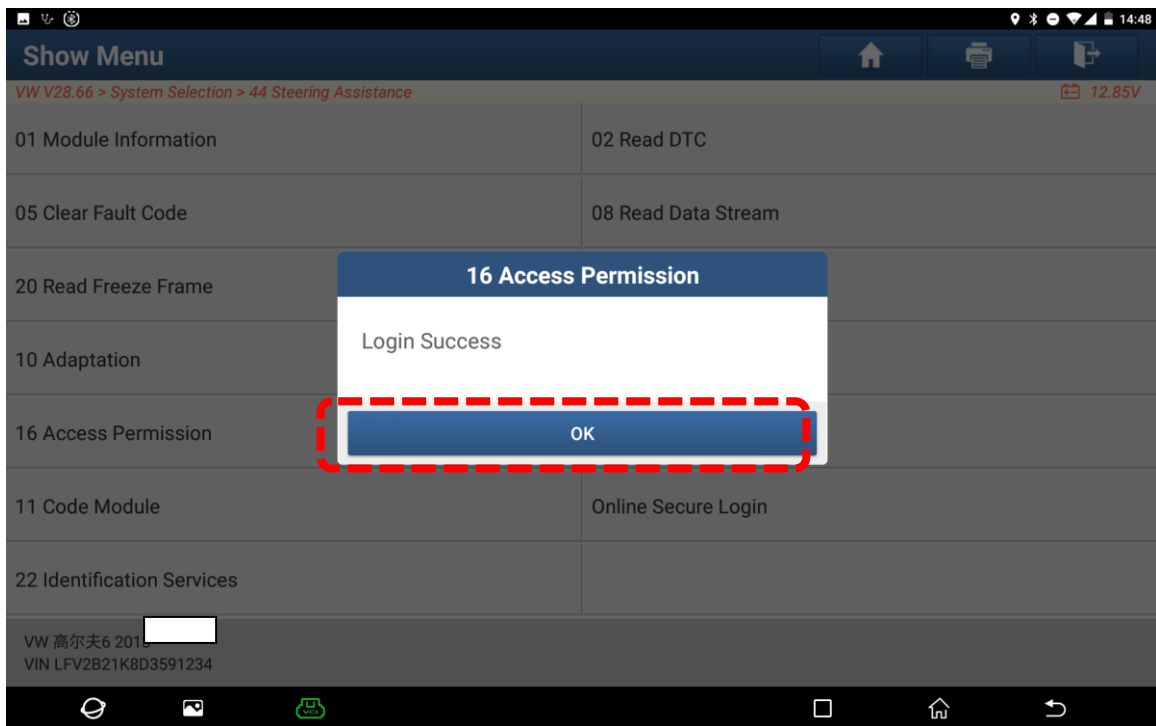 14:48
Show Menu
VW V28.66 > System Selection > 44 Steering Assistance
12.85V
01 Module Information
02 Read DTC
05 Clear Fault Code
08 Read Data Stream
20 Read Freeze Frame
16 Access Permission
Login Success
10 Adaptation
16 Access Permission
OK
11 Code Module
Online Secure Login
22 Identification Services
VW 高尔夫6 201
VIN LFV2B21K8D3591234
VCI